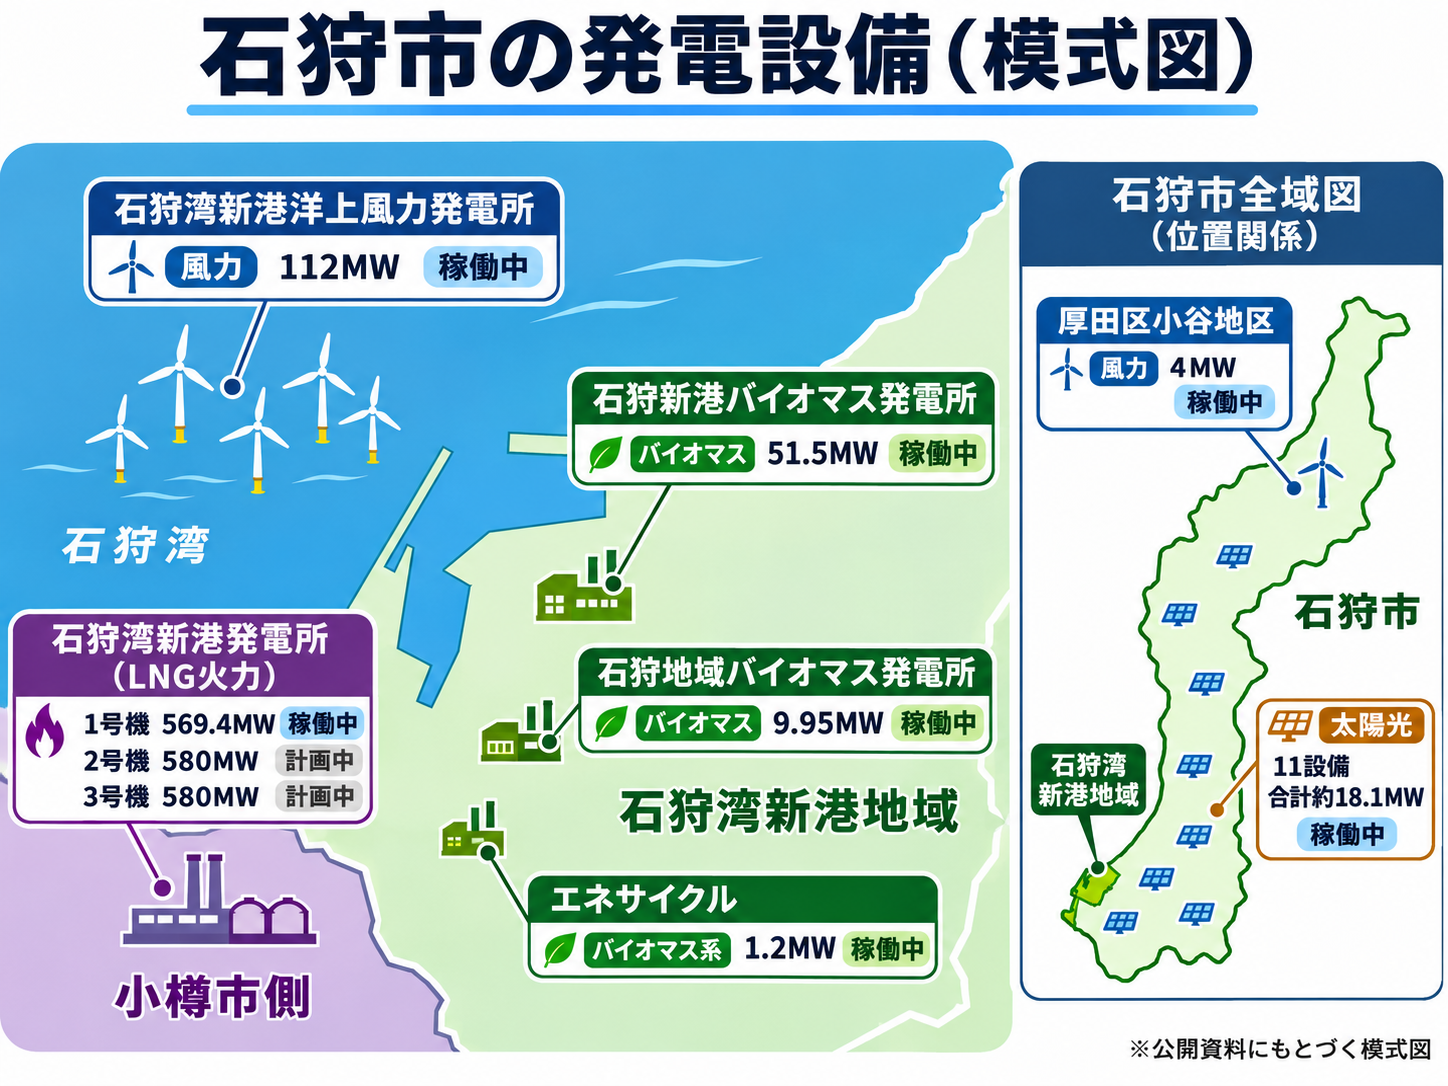 石狩市の発電設備(模式図)
石狩湾新港洋上風力発電所
風力 112MW 稼働中
石狩新港バイオマス発電所
バイオマス 51.5MW 稼働中
石狩湾
石狩湾新港発電所
(LNG火力)
1号機 569.4MW 稼働中
2号機 580MW 計画中
3号機 580MW 計画中
石狩地域バイオマス発電所
バイオマス 9.95MW 稼働中
石狩湾新港地域
エネサイクル
バイオマス系 1.2MW 稼働中
小樽市側
石狩市全域図
(位置関係)
厚田区小谷地区
風力 4MW
稼働中
石狩市
太陽光
11設備
合計約18.1MW
稼働中
石狩湾
新港地域
※公開資料にもとづく模式図